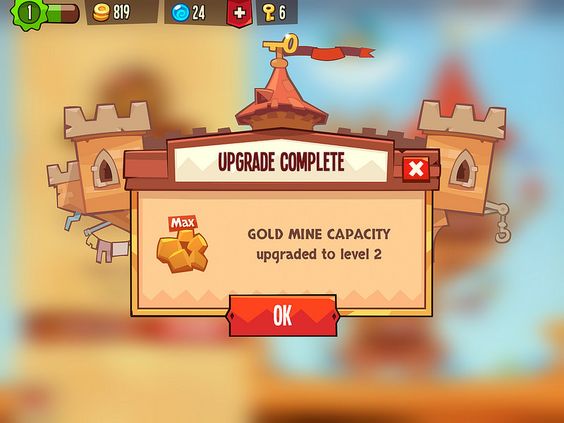 1
819
24
6
UPGRADE COMPLETE
Max
GOLD MINE CAPACITY
upgraded to level 2
OK